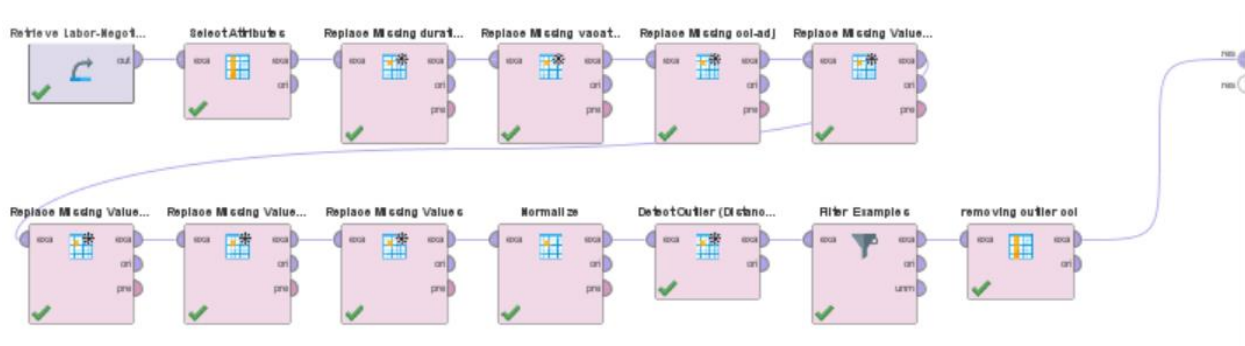 Retrieve Labor-Negoti...
Select Attributes
Replace Missing durati...
Replace Missing vacat..
Replace Missing col-adj
Replace Missing Value...
out
exa exa
ori
exa exa
ori
pre
exa exa
ori
pre
exa exa
ori
pre
exa exa
ori
pre
res
res
Replace Missing Value...
Replace Missing Value...
Replace Missing Values
Normalize
Detect Outlier (Distanc...
Filter Examples
removing outlier col
exa exa
ori
pre
exa exa
ori
pre
exa exa
ori
pre
exa exa
ori
pre
exa exa
ori
exa exa
ori
unm
exa exa
ori